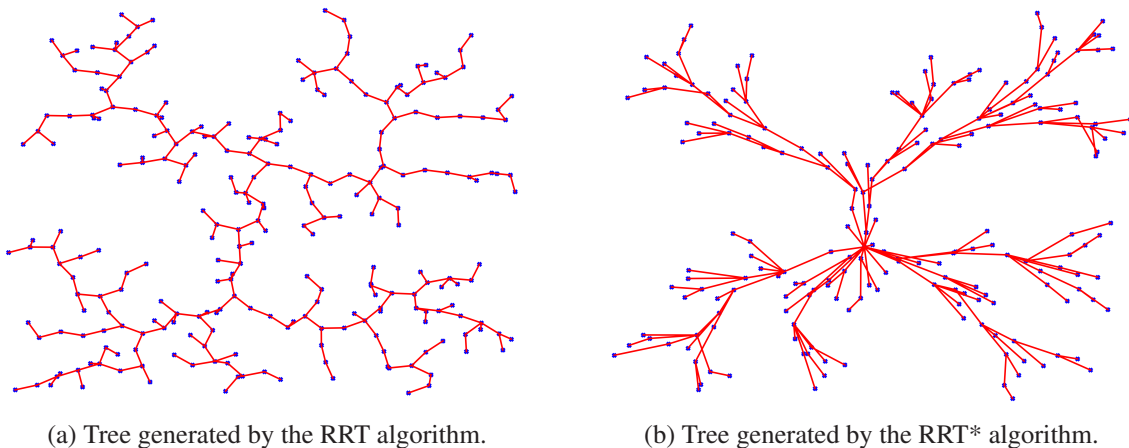 (a) Tree generated by the RRT algorithm.
(b) Tree generated by the RRT* algorithm.